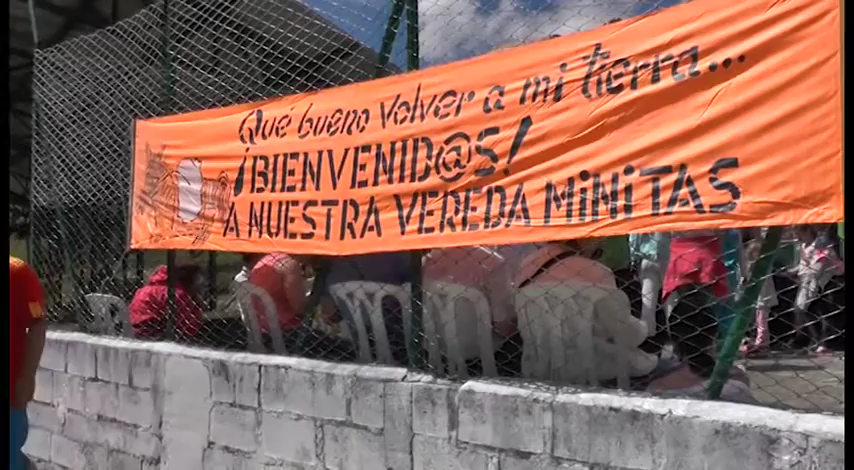 Qué bueno volver a mi tierra...
¡BIENVENID@S!
A NUESTRA VEREDA MiNiTAS